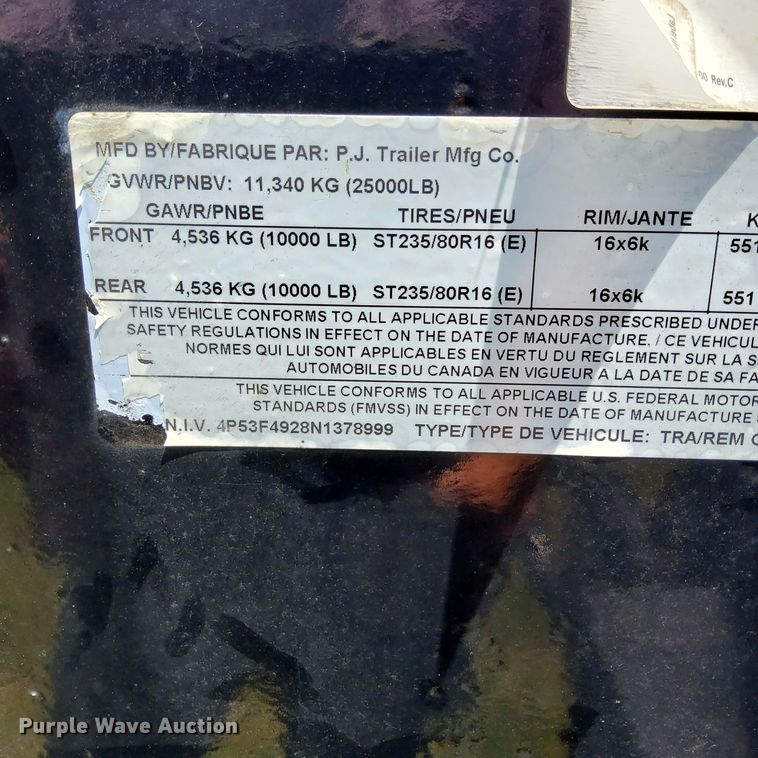 00 Rev.C
MFD BY/FABRIQUE PAR: P.J. Trailer Mfg Co.
GVWR/PNBV: 11,340 KG (25000LB)
GAWR/PNBE TIRES/PNEU RIM/JANTE K
FRONT 4,536 KG (10000 LB) ST235/80R16 (E) 16x6k 551
REAR 4,536 KG (10000 LB) ST235/80R16 (E) 16x6k 551
THIS VEHICLE CONFORMS TO ALL APPLICABLE STANDARDS PRESCRIBED UNDER
SAFETY REGULATIONS IN EFFECT ON THE DATE OF MANUFACTURE. / CE VEHICUL
NORMES QUI LUI SONT APPLICABLES EN VERTU DU REGLEMENT SUR LA S
AUTOMOBILES DU CANADA EN VIGUEUR A LA DATE DE SA FA
THIS VEHICLE CONFORMS TO ALL APPLICABLE U.S. FEDERAL MOTOR
STANDARDS (FMVSS) IN EFFECT ON THE DATE OF MANUFACTURE
N.I.V. 4P53F4928N1378999 TYPE/TYPE DE VEHICULE: TRA/REM
Purple Wave Auction